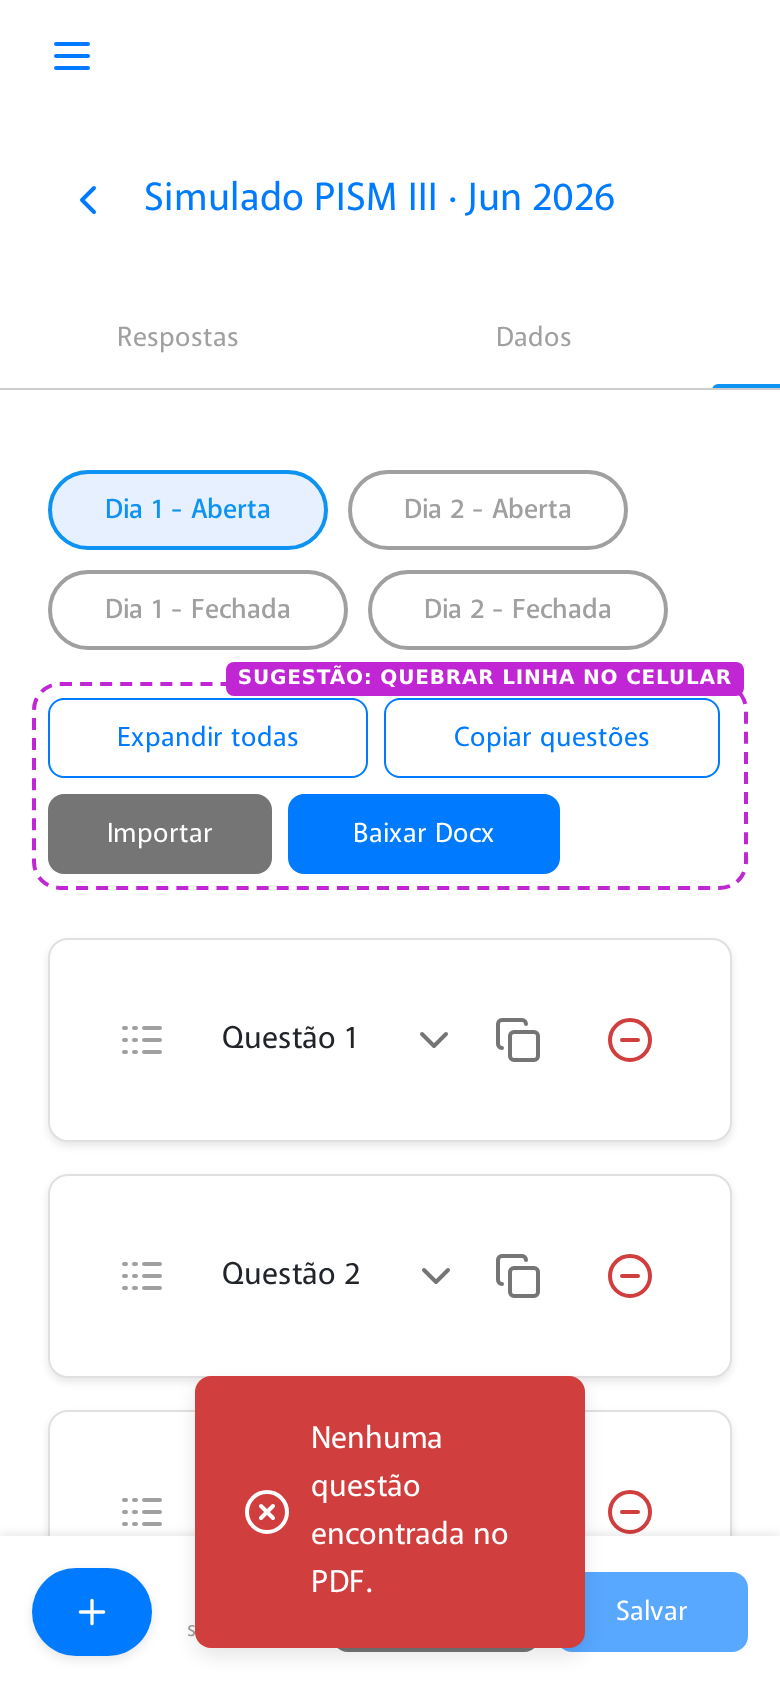 Simulado PISM III · Jun 2026
Respostas
Dados
Dia 1 - Aberta
Dia 2 - Aberta
Dia 1 - Fechada
Dia 2 - Fechada
SUGESTÃO: QUEBRAR LINHA NO CELULAR
Expandir todas
Copiar questões
Importar
Baixar Docx
Questão 1
Questão 2
Nenhuma
questão
encontrada no
PDF.
Salvar